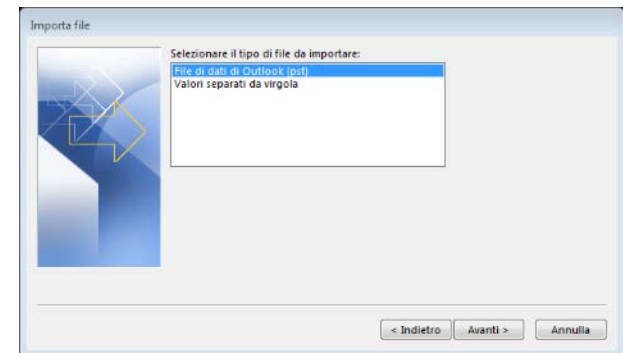 Importa file
Selezionare il tipo di file da importare:
File di dati di Outlook (pst)
Valori separati da virgola
< Indietro
Avanti >
Annulla